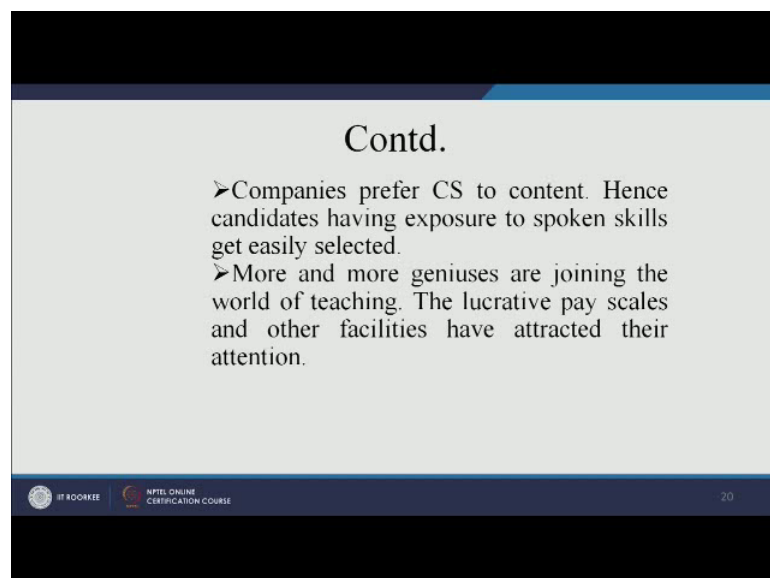 Contd.
➢Companies prefer CS to content. Hence
candidates having exposure to spoken skills
get easily selected.
➢More and more geniuses are joining the
world of teaching. The lucrative pay scales
and other facilities have attracted their
attention.
IIT ROORKEE
NPTEL ONLINE
CERTIFICATION COURSE
20